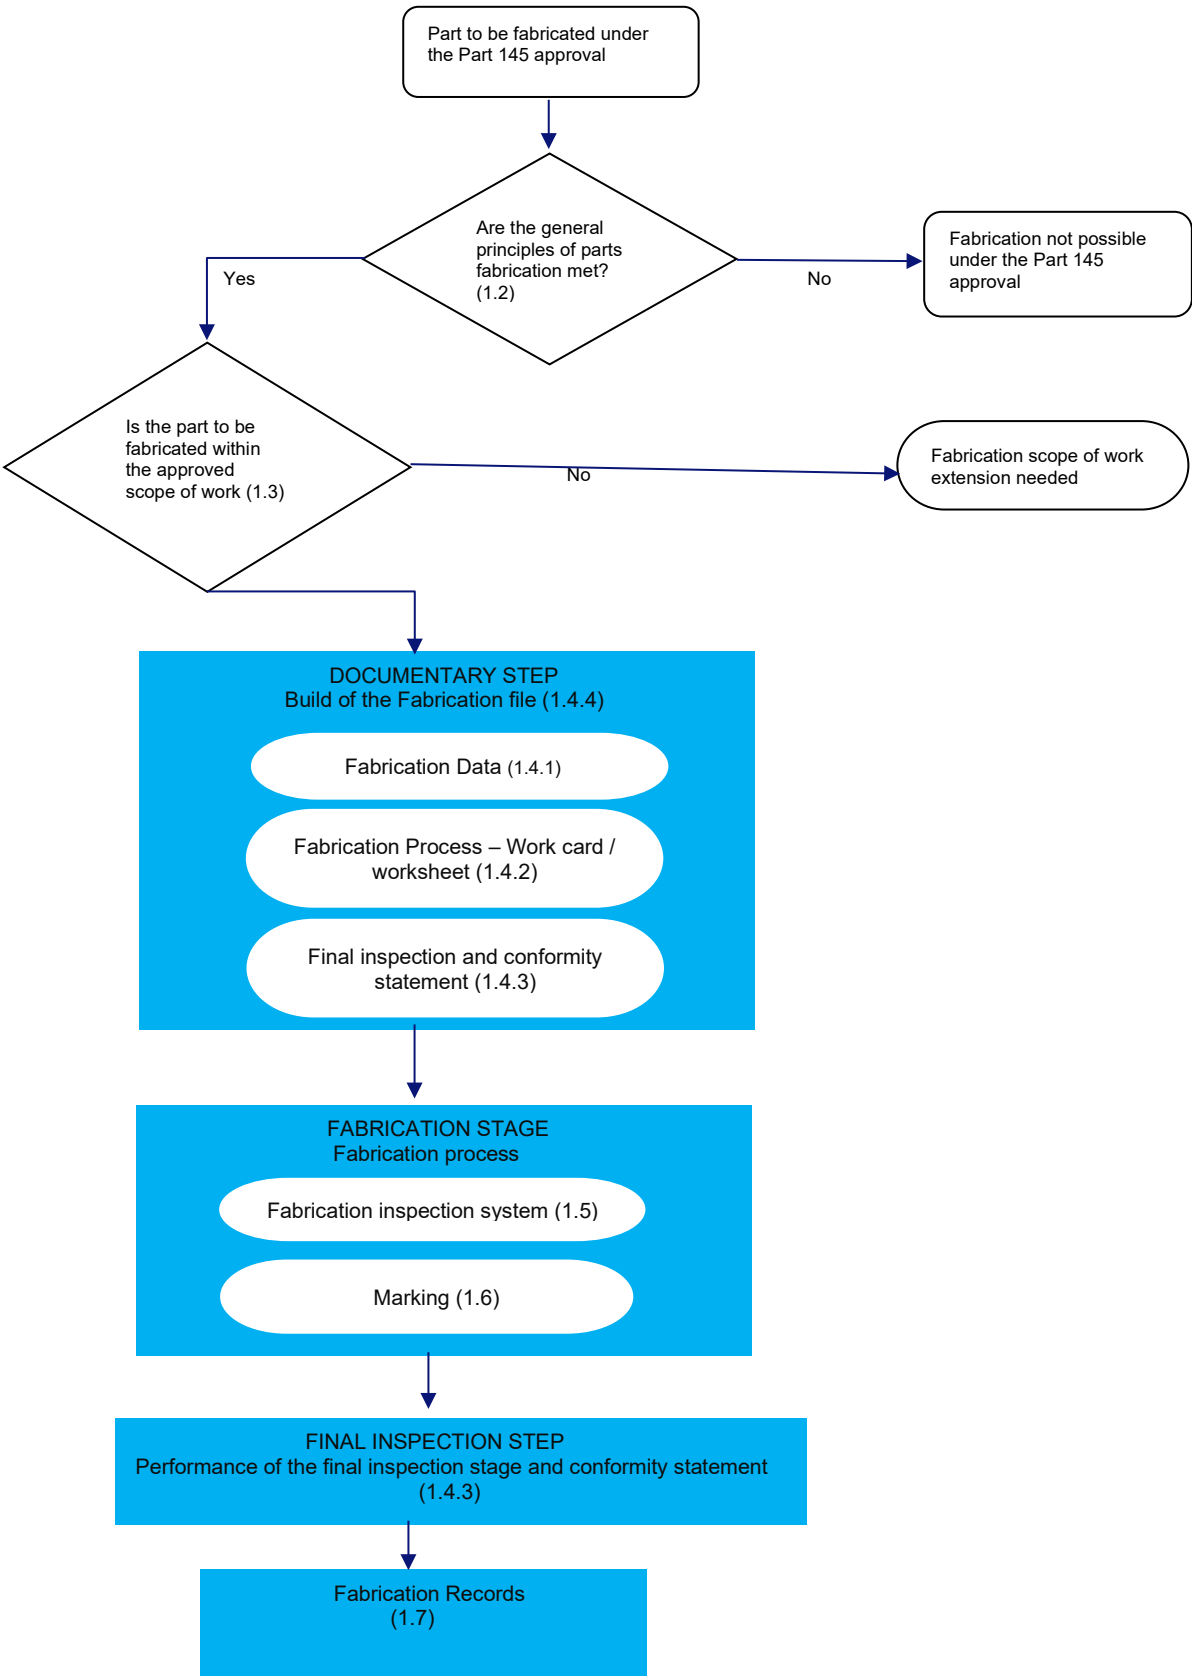 Part to be fabricated under
the Part 145 approval
Are the general
principles of parts
fabrication met?
(1.2)
Yes
No
Fabrication not possible
under the Part 145
approval
Is the part to be
fabricated within
the approved
scope of work (1.3)
No
Fabrication scope of work
extension needed
DOCUMENTARY STEP
Build of the Fabrication file (1.4.4)
Fabrication Data (1.4.1)
Fabrication Process – Work card /
worksheet (1.4.2)
Final inspection and conformity
statement (1.4.3)
FABRICATION STAGE
Fabrication process
Fabrication inspection system (1.5)
Marking (1.6)
FINAL INSPECTION STEP
Performance of the final inspection stage and conformity statement
(1.4.3)
Fabrication Records
(1.7)